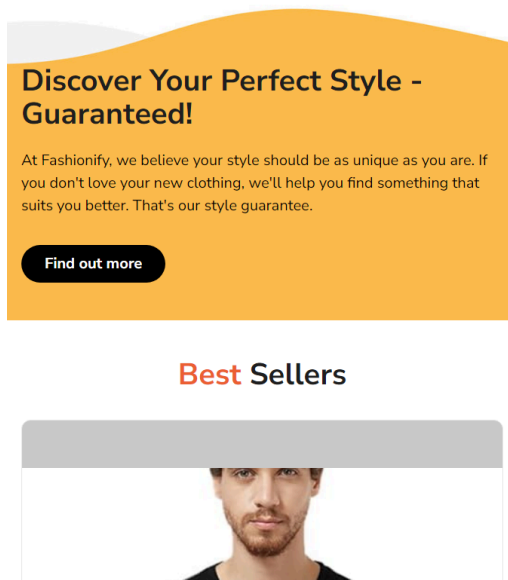 Discover Your Perfect Style -
Guaranteed!
At Fashionify, we believe your style should be as unique as you are. If
you don't love your new clothing, we'll help you find something that
suits you better. That's our style guarantee.
Find out more
Best Sellers